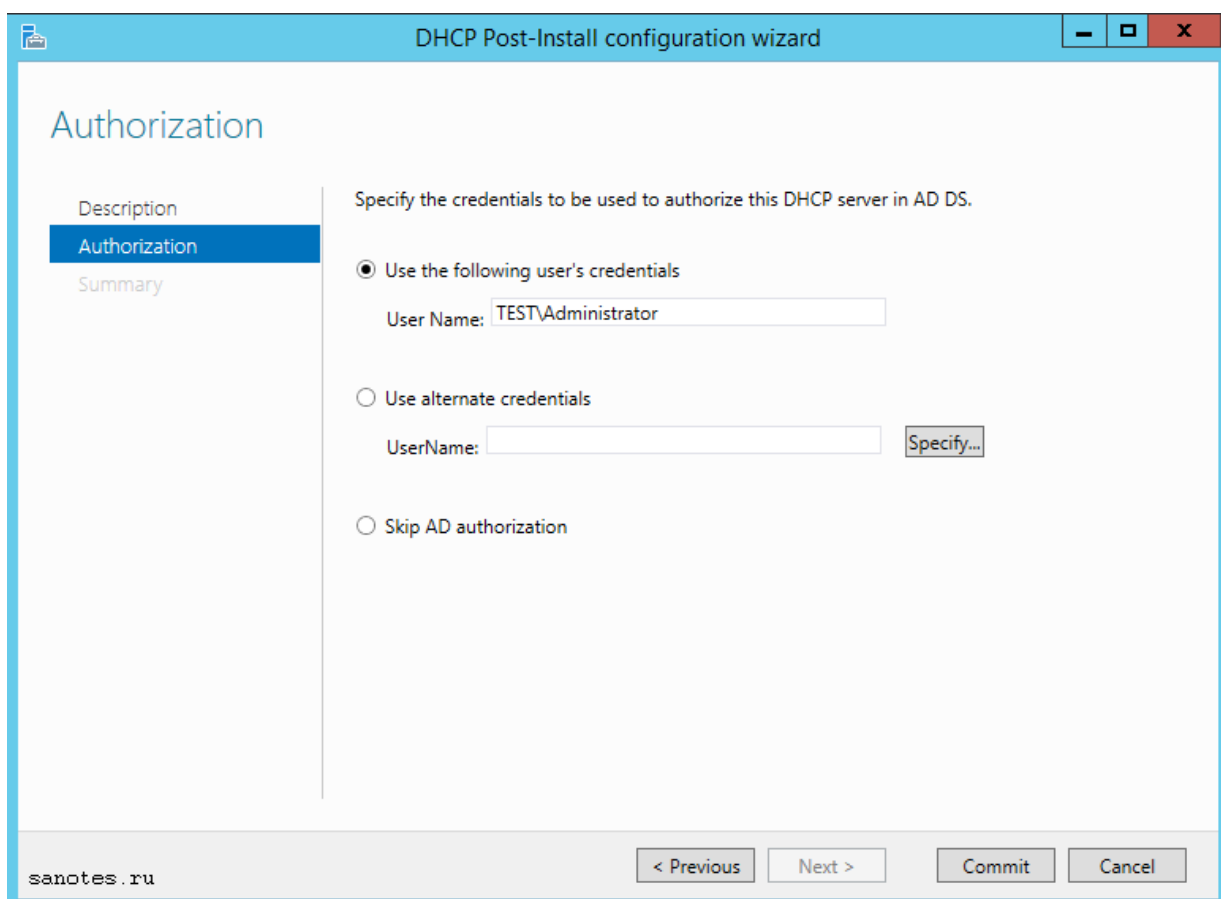 DHCP Post-Install configuration wizard
Authorization
Description
Authorization
Summary
Specify the credentials to be used to authorize this DHCP server in AD DS.
Use the following user's credentials
User Name: TEST\Administrator
Use alternate credentials
UserName:
Specify...
Skip AD authorization
< Previous
Next >
Commit
Cancel
sanotes.ru